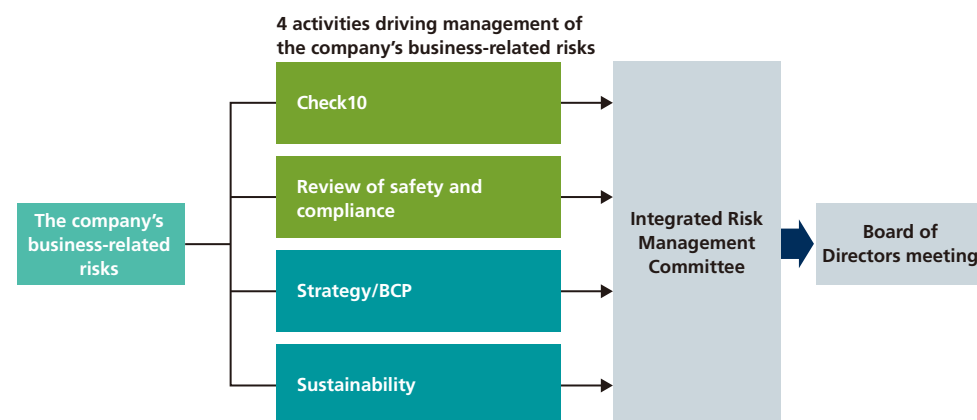 4 activities driving management of
the company’s business-related risks
The company’s
business-related
risks
Check10
Review of safety and
compliance
Strategy/BCP
Sustainability
Integrated Risk
Management
Committee
Board of
Directors meeting